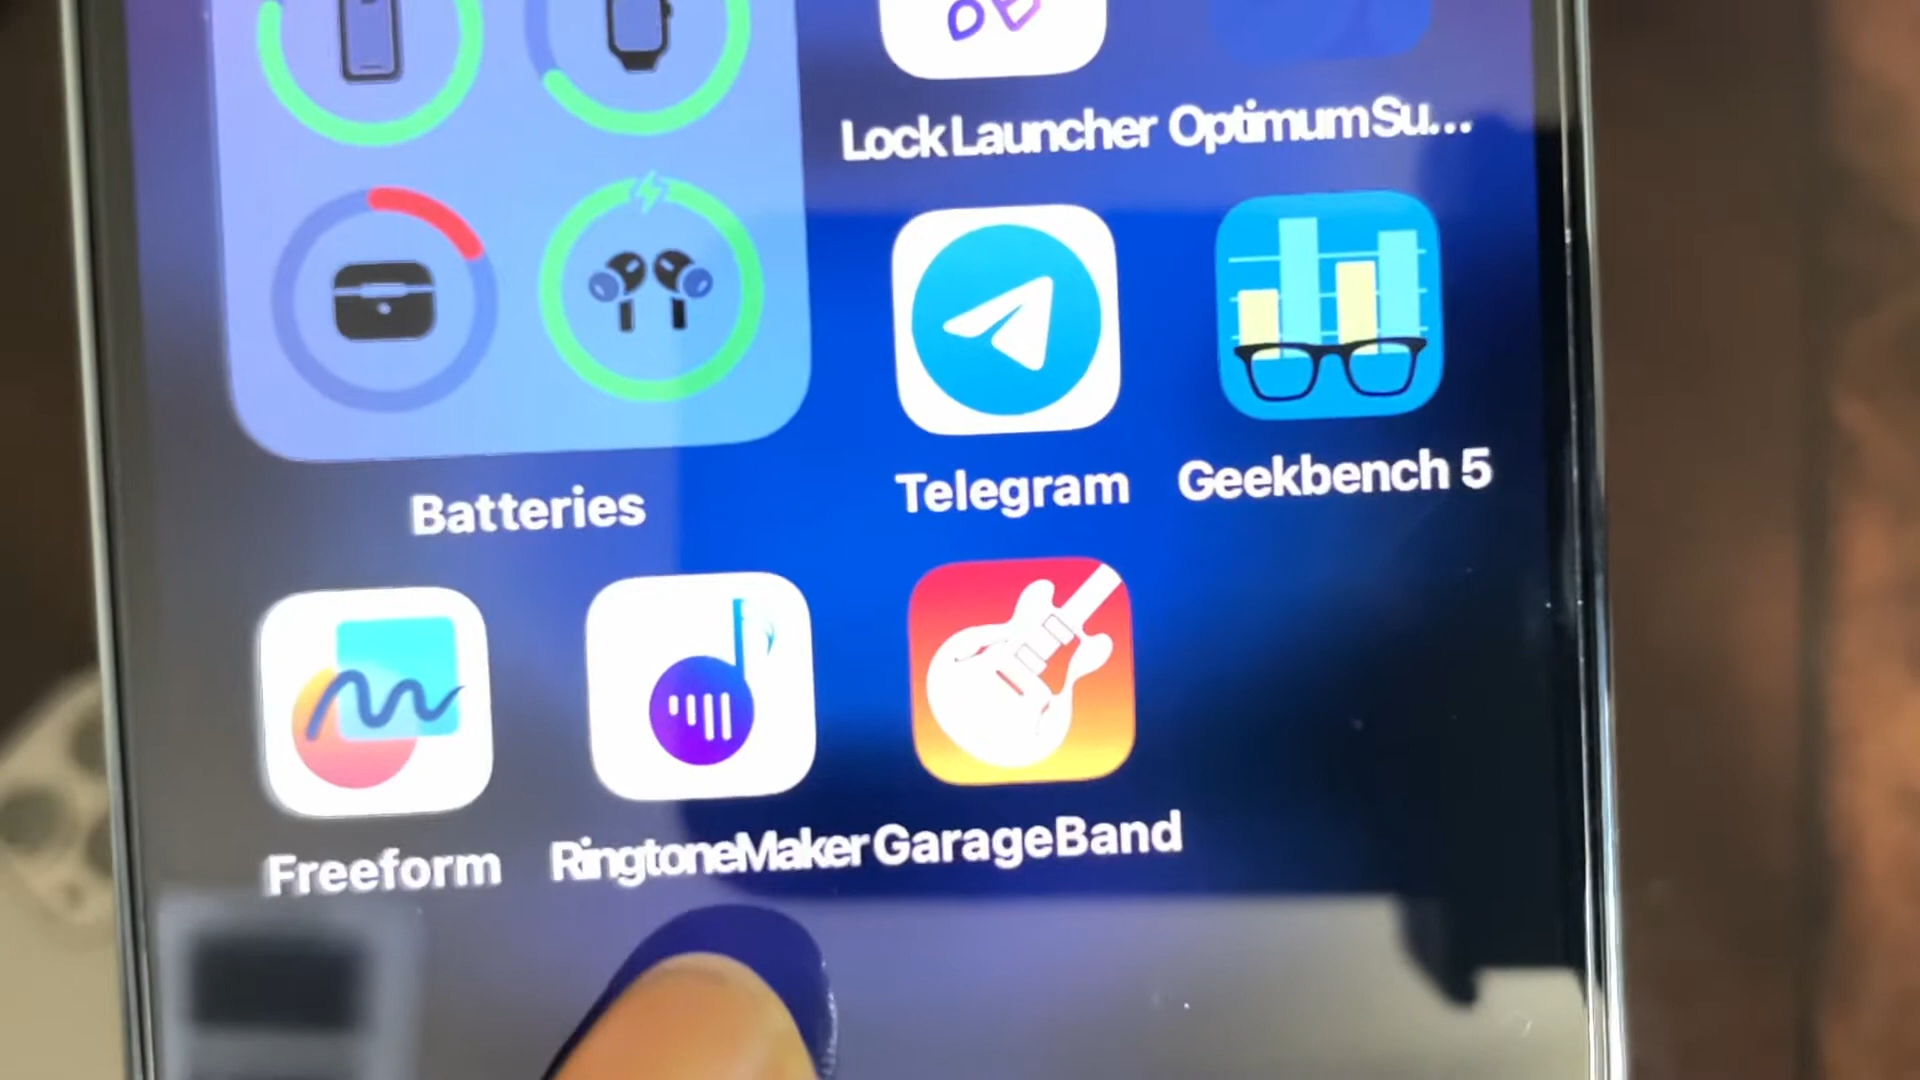 Lock Launcher
Optimum Su...
Batteries
Telegram
Geekbench 5
Freeform
RingtoneMaker
GarageBand